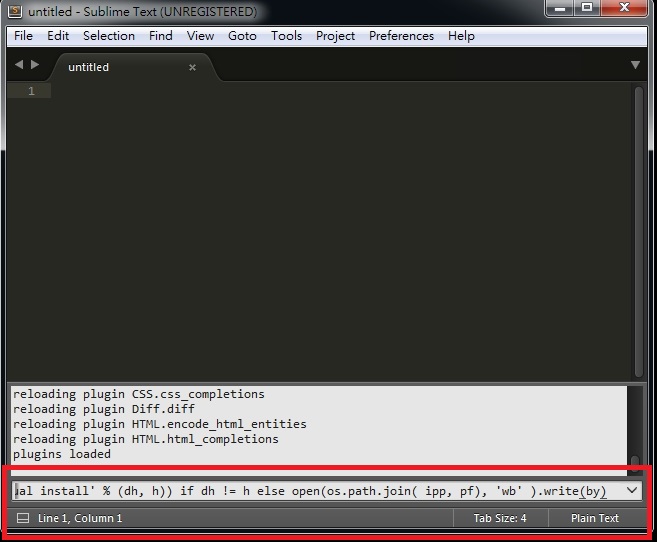 untitled - Sublime Text (UNREGISTERED)
File Edit Selection Find View Goto Tools Project Preferences Help
untitled
1
reloading plugin CSS.css_completions
reloading plugin Diff.diff
reloading plugin HTML.encode_html_entities
reloading plugin HTML.html_completions
plugins loaded
ual install' % (dh, h)) if dh != h else open(os.path.join( ipp, pf), 'wb' ).write(by)
Line 1, Column 1 Tab Size: 4 Plain Text